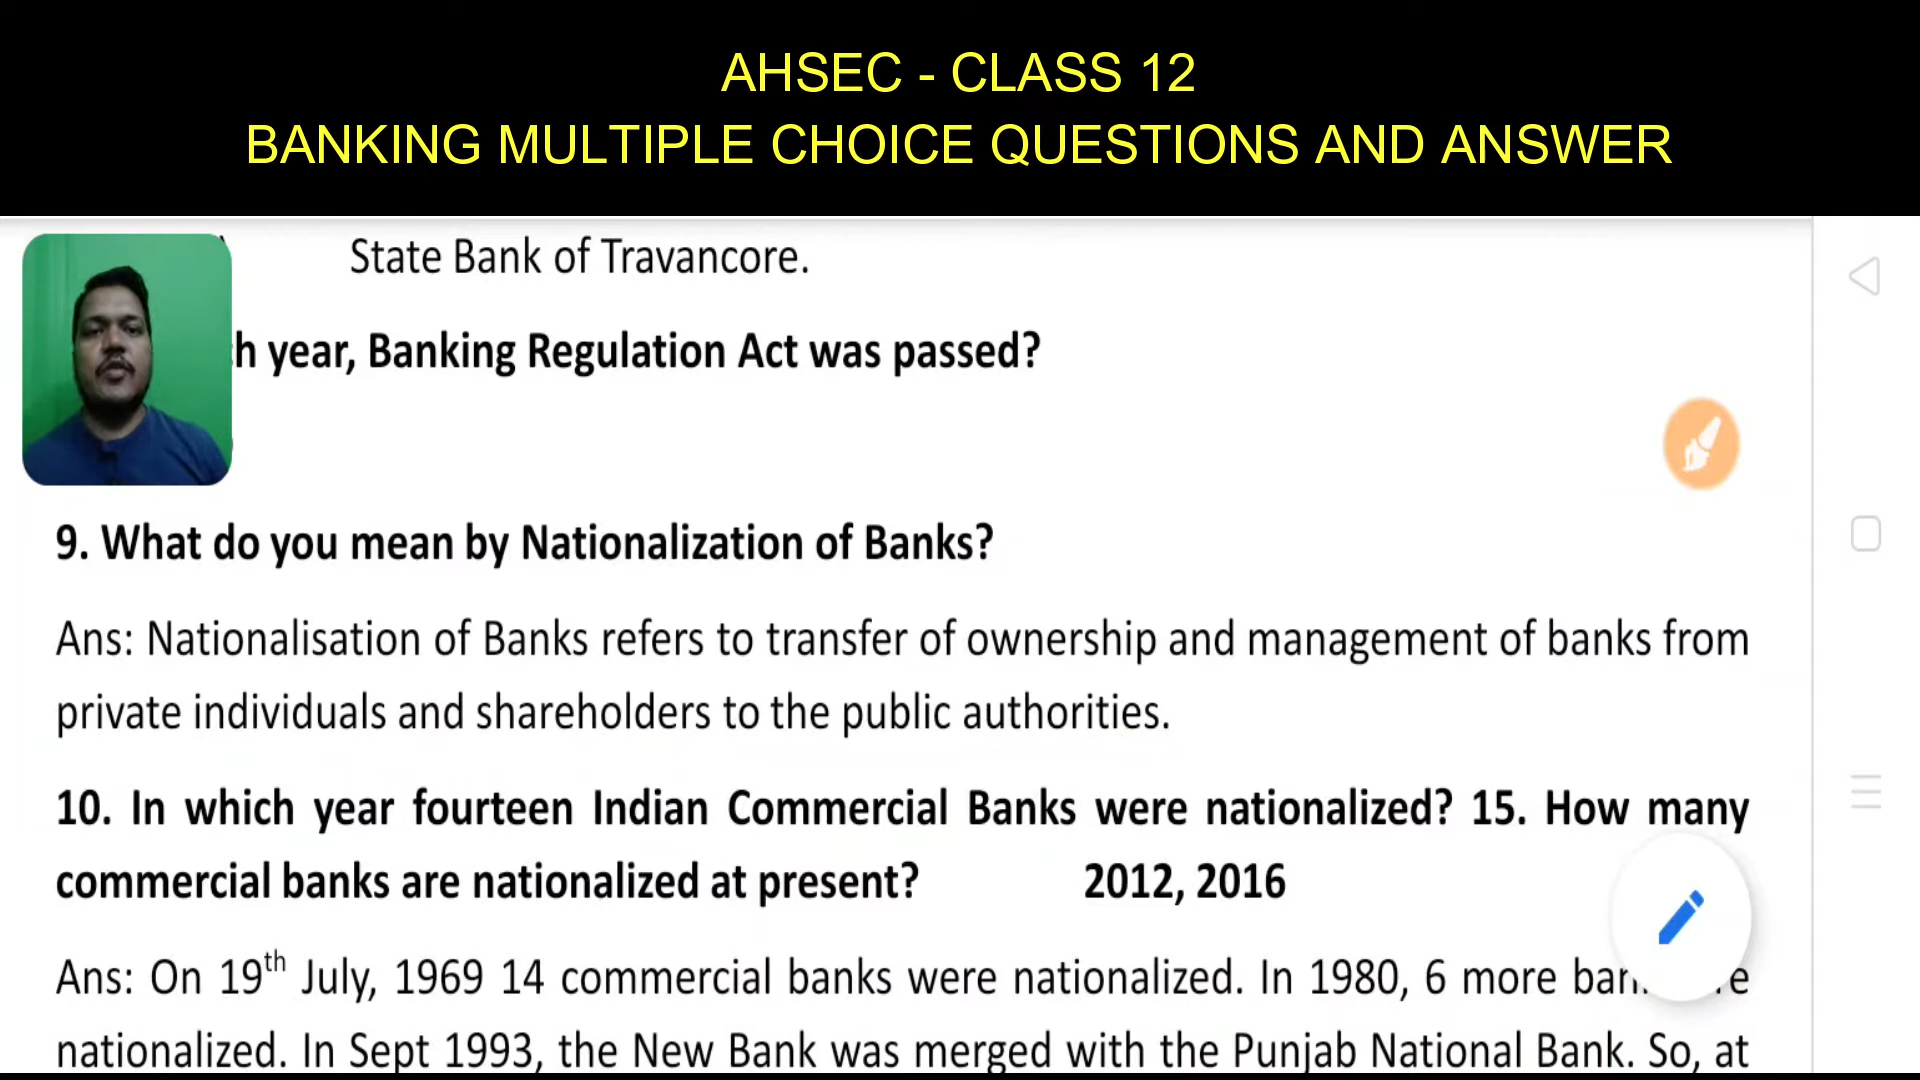 AHSEC - CLASS 12
BANKING MULTIPLE CHOICE QUESTIONS AND ANSWER
State Bank of Travancore.
year, Banking Regulation Act was passed?
9. What do you mean by Nationalization of Banks?
Ans: Nationalisation of Banks refers to transfer of ownership and management of banks from
private individuals and shareholders to the public authorities.
10. In which year fourteen Indian Commercial Banks were nationalized? 15. How many
commercial banks are nationalized at present? 2012, 2016
Ans: On 19th July, 1969 14 commercial banks were nationalized. In 1980, 6 more
nationalized. In Sept 1993, the New Bank was merged with the Punjab National Bank. So, at